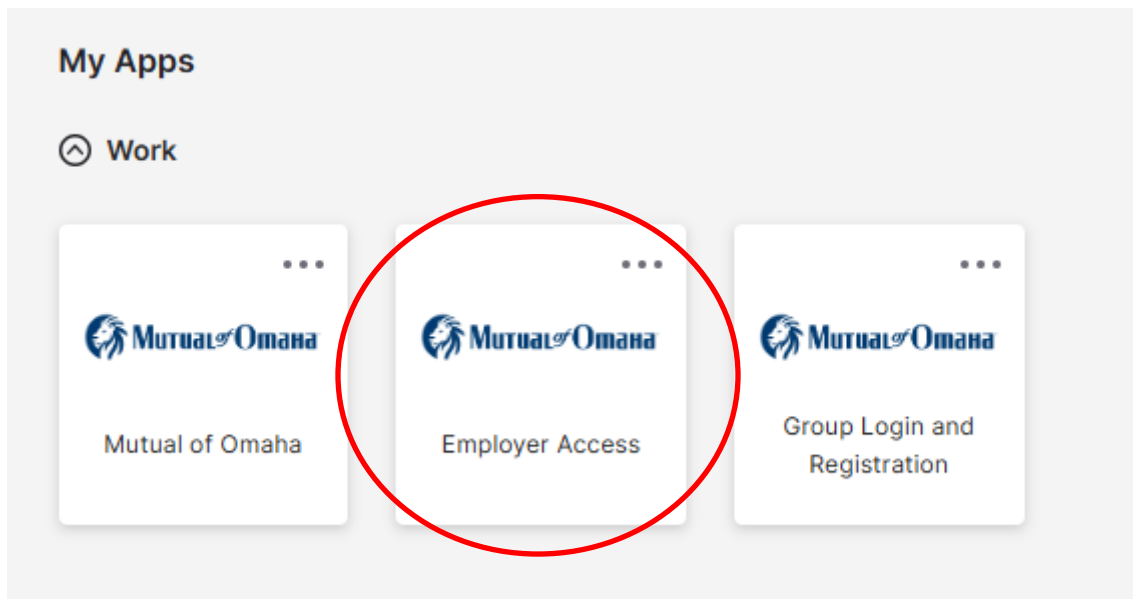 My Apps
Work
Mutual of Omaha
Mutual of Omaha
Mutual of Omaha
Mutual of Omaha
Employer Access
Group Login and
Registration